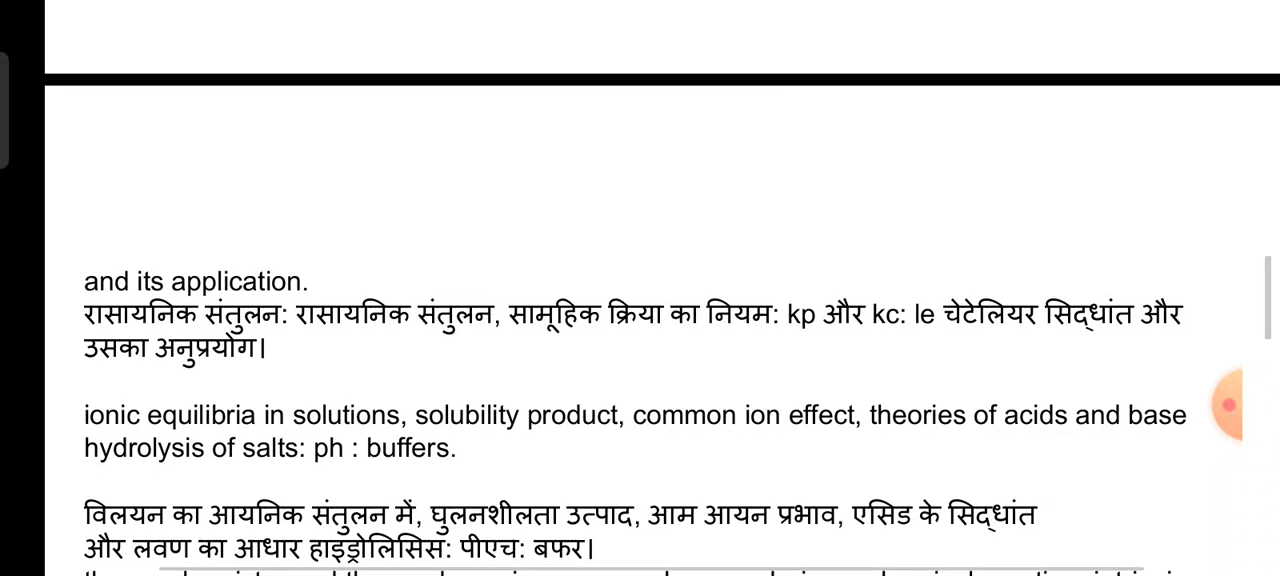 and its application.
रासायनिक संतुलन: रासायनिक संतुलन, सामूहिक क्रिया का नियम: kp और kc: le चेटेलियर सिद्धांत और
उसका अनुप्रयोग।
ionic equilibria in solutions, solubility product, common ion effect, theories of acids and base
hydrolysis of salts: ph : buffers.
विलयन का आयनिक संतुलन में, घुलनशीलता उत्पाद, आम आयन प्रभाव, एसिड के सिद्धांत
और लवण का आधार हाइड्रोलिसिस: पीएच: बफर।